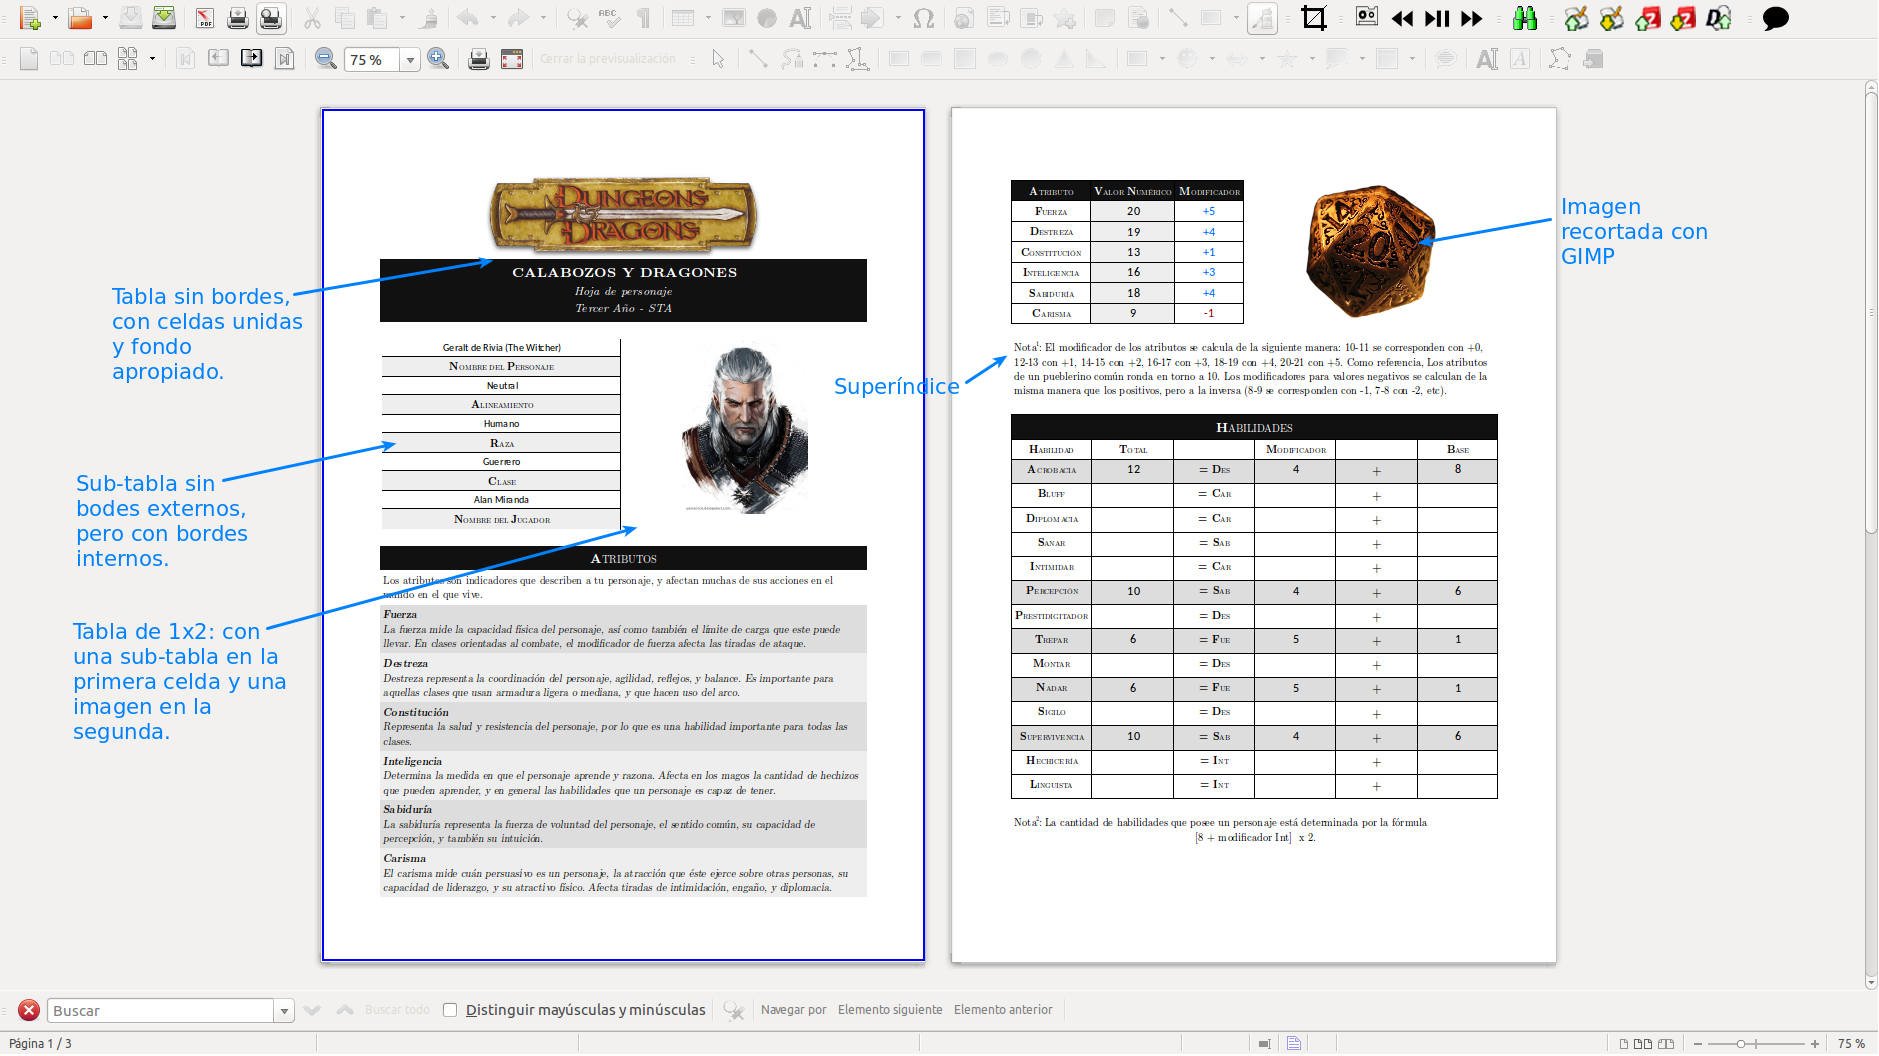 75 %
Cerrar la previsualización
DUNGEONS
DRAGONS
CALABOZOS Y DRAGONES
Hoja de personaje
Tercer Año - STA
Tabla sin bordes,
con celdas unidas
y fondo
apropiado.
Geralt de Rivia (The Witcher)
Nombre del Personaje
Neutral
Alineamiento
Humano
Raza
Guerrero
Clase
Alan Miranda
Nombre del Jugador
Sub-tabla sin
bodes externos,
pero con bordes
internos.
Tabla de 1x2: con
una sub-tabla en la
primera celda y una
imagen en la
segunda.
Atributos
Los atributos son indicadores que describen a tu personaje, y afectan muchas de sus acciones en el
mundo en el que vive.
Fuerza
La fuerza mide la capacidad física del personaje, así como también el límite de carga que este puede
llevar. En clases orientadas al combate, el modificador de fuerza afecta las tiradas de ataque.
Destreza
Destreza representa la coordinación del personaje, agilidad, reflejos, y balance. Es importante para
aquellas clases que usan armadura ligera o mediana, y que hacen uso del arco.
Constitución
Representa la salud y resistencia del personaje, por lo que es una habilidad importante para todas las
clases.
Inteligencia
Determina la medida en que el personaje aprende y razona. Afecta en los magos la cantidad de hechizos
que pueden aprender, y en general las habilidades que un personaje es capaz de tener.
Sabiduría
La sabiduría representa la fuerza de voluntad del personaje, el sentido común, su capacidad de
percepción, y también su intuición.
Carisma
El carisma mide cuán persuasivo es un personaje, la atracción que éste ejerce sobre otras personas, su
capacidad de liderazgo, y su atractivo físico. Afecta tiradas de intimidación, engaño, y diplomacia.
Atributo Valor Numérico Modificador
Fuerza 20 +5
Destreza 19 +4
Constitución 13 +1
Inteligencia 16 +3
Sabiduría 18 +4
Carisma 9 -1
20
Imagen
recortada con
GIMP
Superíndice
Nota¹: El modificador de los atributos se calcula de la siguiente manera: 10-11 se corresponden con +0,
12-13 con +1, 14-15 con +2, 16-17 con +3, 18-19 con +4, 20-21 con +5. Como referencia, Los atributos
de un pueblerino común ronda en torno a 10. Los modificadores para valores negativos se calculan de la
misma manera que los positivos, pero a la inversa (8-9 se corresponden con -1, 7-8 con -2, etc).
Habilidades
Habilidad Total Modificador Base
Acrobacia 12 = Des 4 + 8
Bluff = Car +
Diplomacia = Car +
Sanar = Sab +
Intimidar = Car +
Percepción 10 = Sab 4 + 6
Prestidigitador = Des +
Trepar 6 = Fue 5 + 1
Montar = Des +
Nadar 6 = Fue 5 + 1
Sigilo = Des +
Supervivencia 10 = Sab 4 + 6
Hechicería = Int +
Linguista = Int +
Nota²: La cantidad de habilidades que posee un personaje está determinada por la fórmula
[8 + modificador Int] x 2.
Buscar
Buscar todo
Distinguir mayúsculas y minúsculas
Navegar por
Elemento siguiente
Elemento anterior
Página 1 / 3
75 %